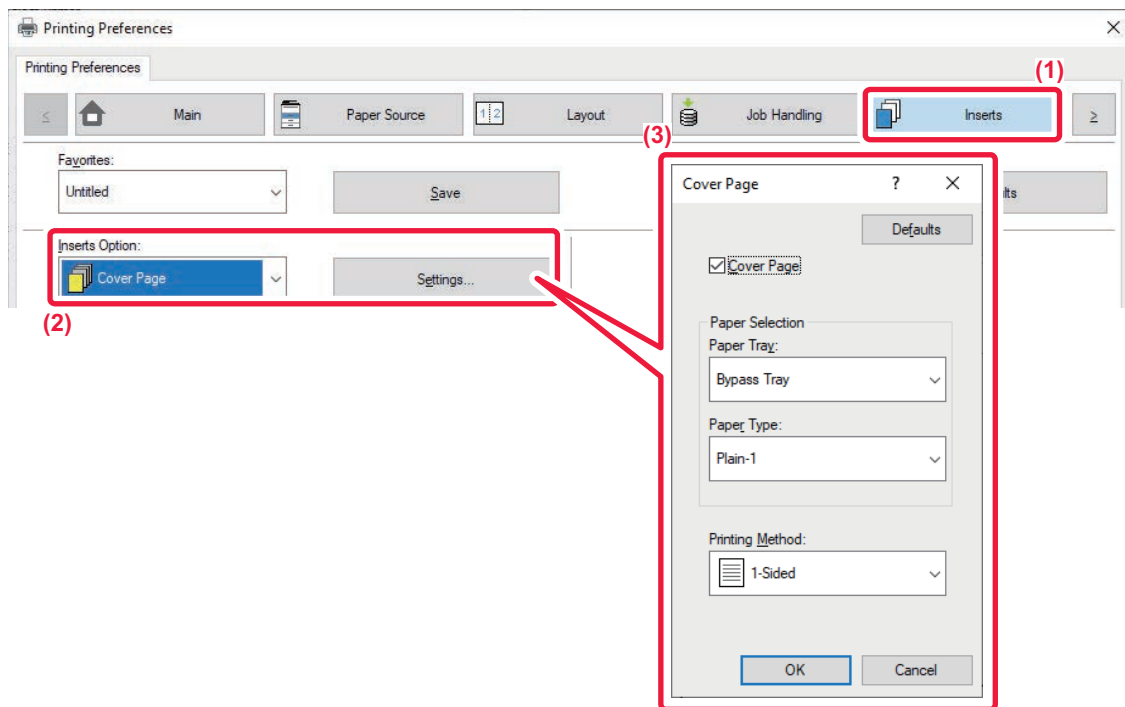 Printing Preferences
Printing Preferences
(1)
< Main Paper Source 1 2 Layout Job Handling Inserts >
(3)
Favorites:
Untitled Save
Inserts Option:
Cover Page Settings...
(2)
Cover Page ?
Defaults
Cover Page
Paper Selection
Paper Tray:
Bypass Tray
Paper Type:
Plain-1
Printing Method:
1-Sided
OK Cancel